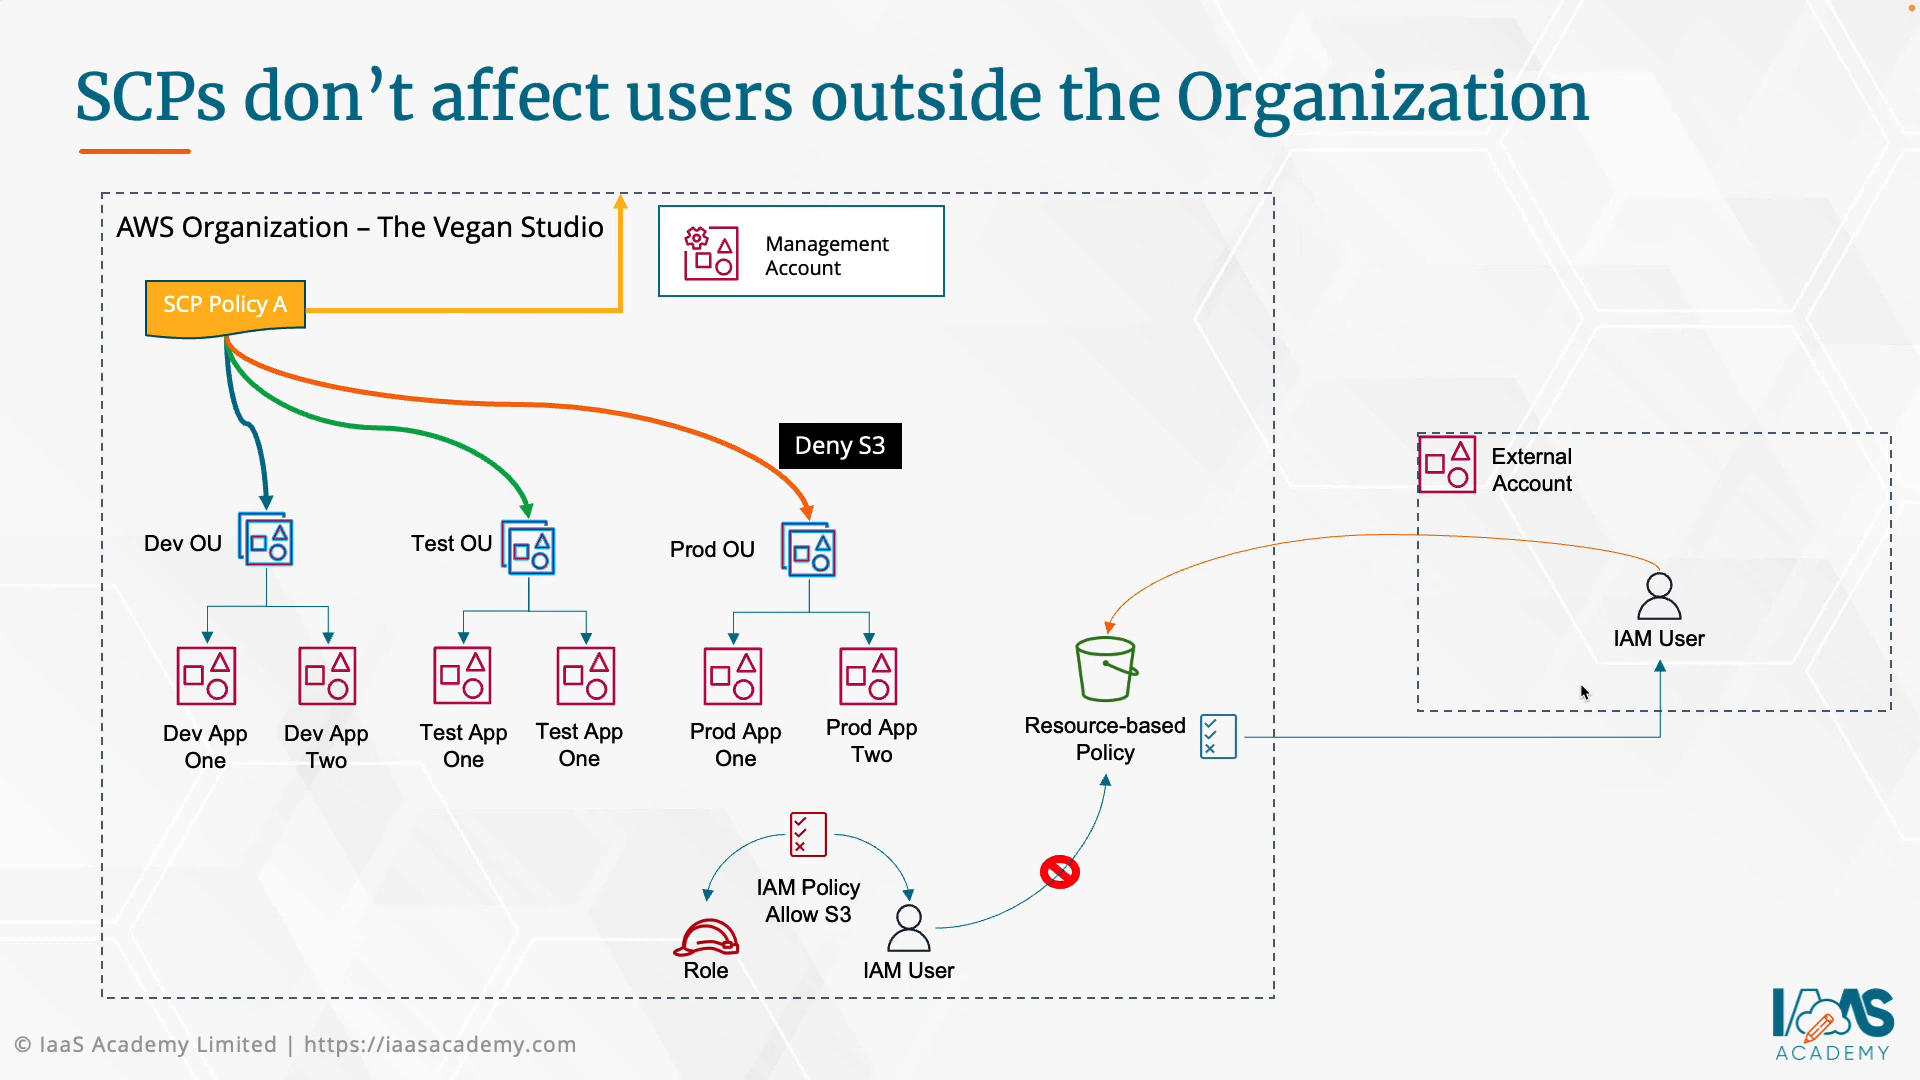 SCPs don’t affect users outside the Organization
AWS Organization – The Vegan Studio
Management
Account
SCP Policy A
Deny S3
External
Account
Dev OU
Test OU
Prod OU
IAM User
Dev App
One
Dev App
Two
Test App
One
Test App
One
Prod App
One
Prod App
Two
Resource-based
Policy
IAM Policy
Allow S3
Role
IAM User
© IaaS Academy Limited | https://iaasacademy.com
IAAS
ACADEMY